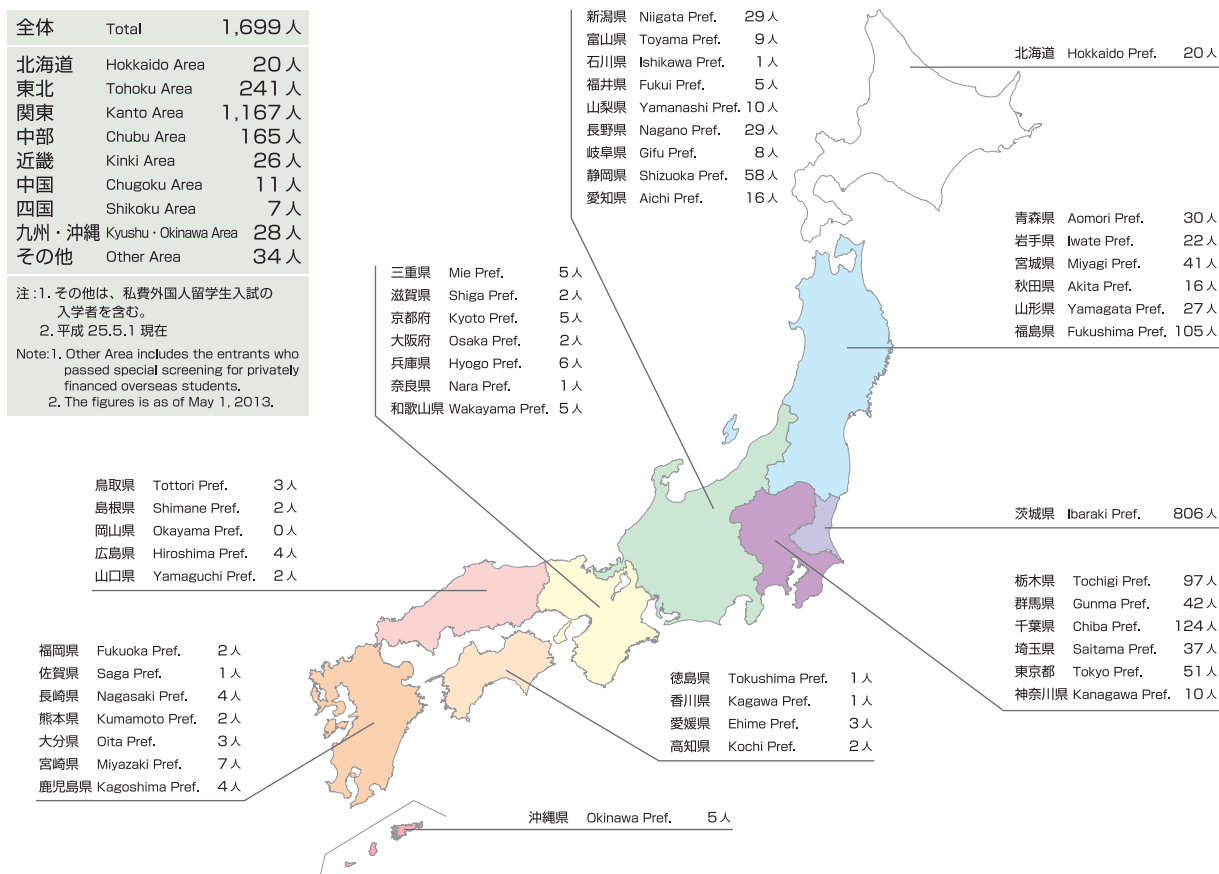 全体 Total 1,699人
北海道 Hokkaido Area 20人
東北 Tohoku Area 241人
関東 Kanto Area 1,167人
中部 Chubu Area 165人
近畿 Kinki Area 26人
中国 Chugoku Area 11人
四国 Shikoku Area 7人
九州・沖縄 Kyushu・Okinawa Area 28人
その他 Other Area 34人
注:1. その他は、私費外国人留学生入試の
入学者を含む。
2. 平成 25.5.1 現在
Note:1. Other Area includes the entrants who
passed special screening for privately
financed overseas students.
2. The figures is as of May 1, 2013.
新潟県 Niigata Pref. 29人
富山県 Toyama Pref. 9人
石川県 Ishikawa Pref. 1人
福井県 Fukui Pref. 5人
山梨県 Yamanashi Pref. 10人
長野県 Nagano Pref. 29人
岐阜県 Gifu Pref. 8人
静岡県 Shizuoka Pref. 58人
愛知県 Aichi Pref. 16人
北海道 Hokkaido Pref. 20人
青森県 Aomori Pref. 30人
岩手県 Iwate Pref. 22人
宮城県 Miyagi Pref. 41人
秋田県 Akita Pref. 16人
山形県 Yamagata Pref. 27人
福島県 Fukushima Pref. 105人
三重県 Mie Pref. 5人
滋賀県 Shiga Pref. 2人
京都府 Kyoto Pref. 5人
大阪府 Osaka Pref. 2人
兵庫県 Hyogo Pref. 6人
奈良県 Nara Pref. 1人
和歌山県 Wakayama Pref. 5人
鳥取県 Tottori Pref. 3人
島根県 Shimane Pref. 2人
岡山県 Okayama Pref. 0人
広島県 Hiroshima Pref. 4人
山口県 Yamaguchi Pref. 2人
茨城県 Ibaraki Pref. 806人
栃木県 Tochigi Pref. 97人
群馬県 Gunma Pref. 42人
千葉県 Chiba Pref. 124人
埼玉県 Saitama Pref. 37人
東京都 Tokyo Pref. 51人
神奈川県 Kanagawa Pref. 10人
福岡県 Fukuoka Pref. 2人
佐賀県 Saga Pref. 1人
長崎県 Nagasaki Pref. 4人
熊本県 Kumamoto Pref. 2人
大分県 Oita Pref. 3人
宮崎県 Miyazaki Pref. 7人
鹿児島県 Kagoshima Pref. 4人
徳島県 Tokushima Pref. 1人
香川県 Kagawa Pref. 1人
愛媛県 Ehime Pref. 3人
高知県 Kochi Pref. 2人
沖縄県 Okinawa Pref. 5人